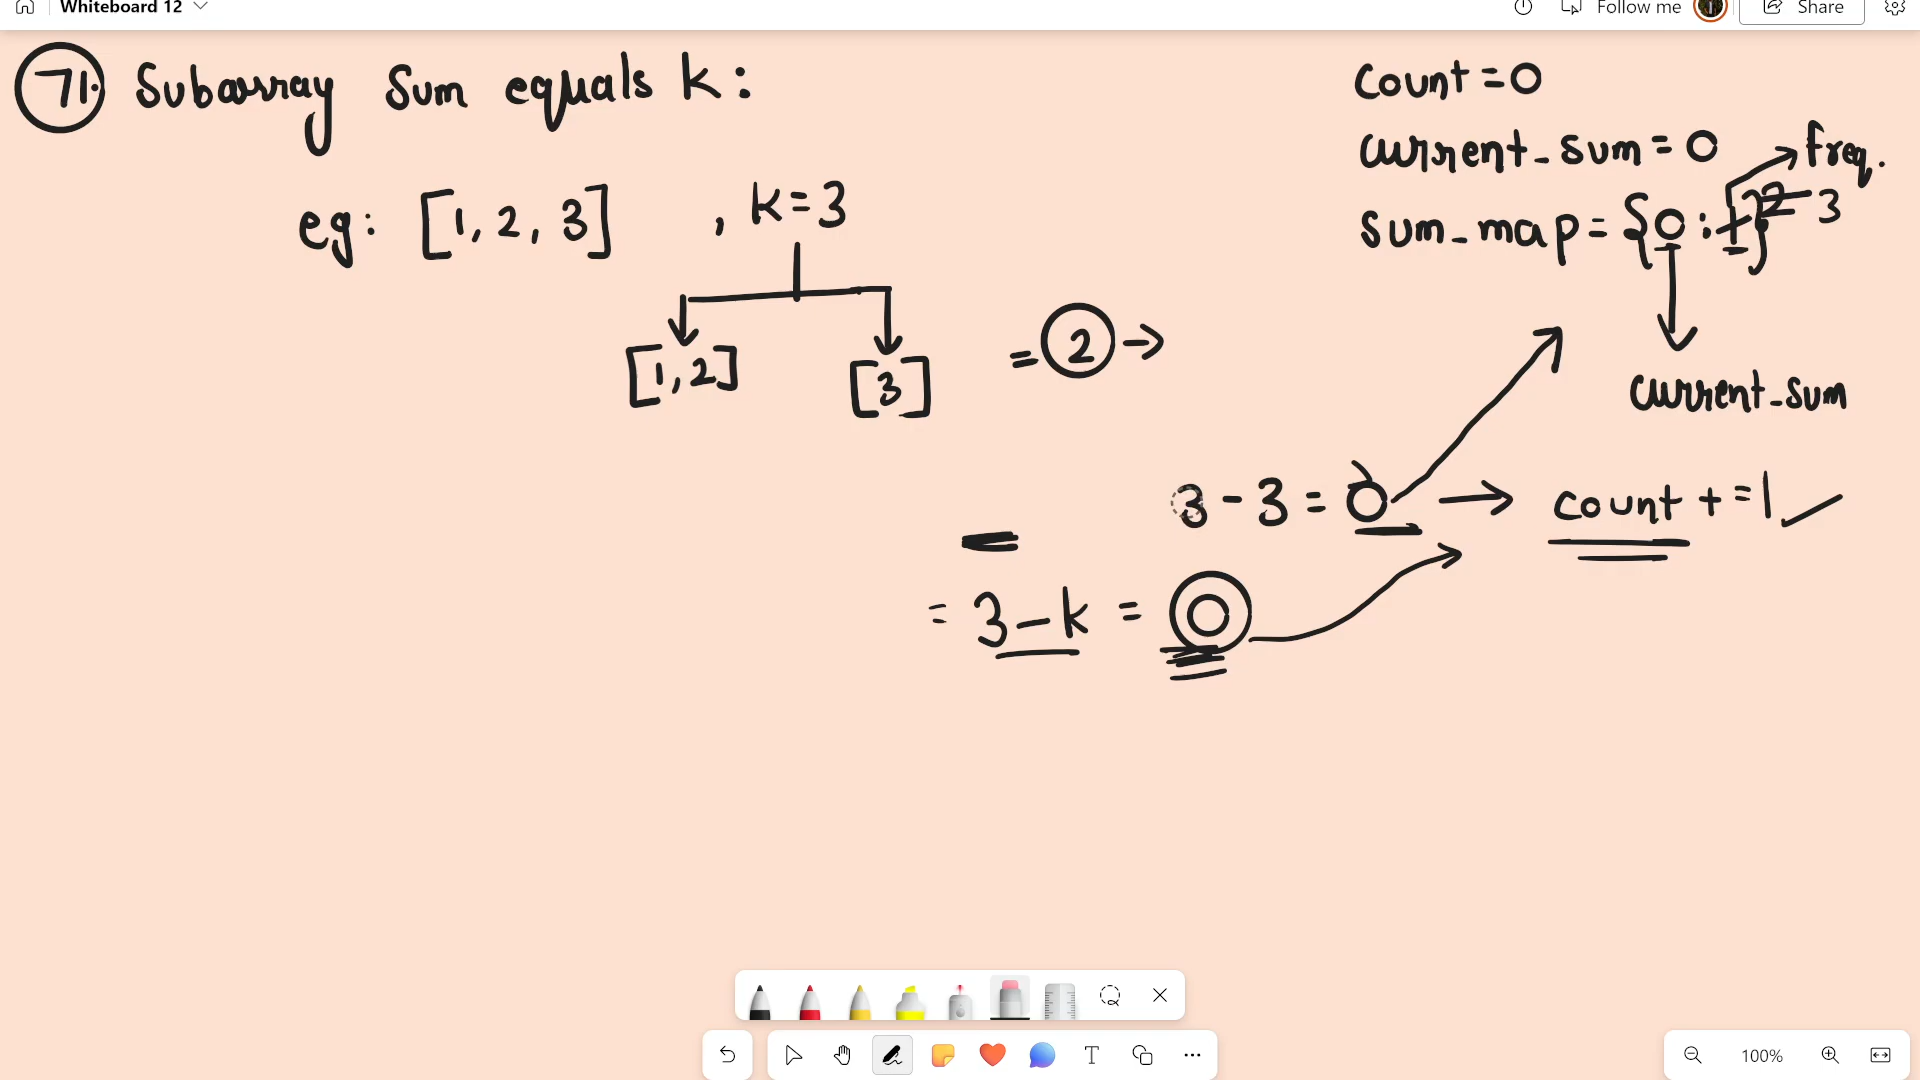 Whiteboard 12
Follow me
Share
71. Subarray Sum equals k:
eg: [1, 2, 3] , k = 3
[1, 2] [3] = 2 →
count = 0
current_sum = 0
freq.
sum_map = {0 : 1} 2 3
current_sum
3 - 3 = 0 → count + = 1
= 3 - k = 0
100%